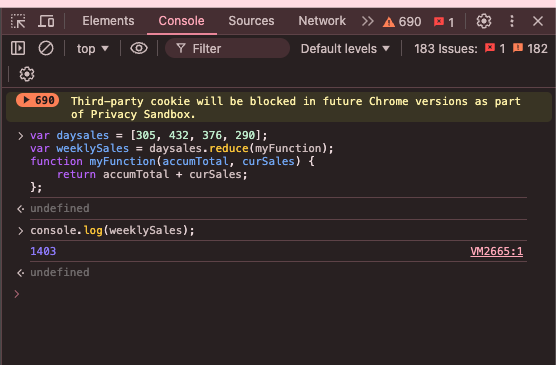 Elements Console Sources Network 690 1
top Filter Default levels 183 Issues: 1 182
690 Third-party cookie will be blocked in future Chrome versions as part
of Privacy Sandbox.
> var daysales = [305, 432, 376, 290];
var weeklySales = daysales.reduce(myFunction);
function myFunction(accumTotal, curSales) {
return accumTotal + curSales;
};
undefined
> console.log(weeklySales);
1403 VM2665:1
undefined
>